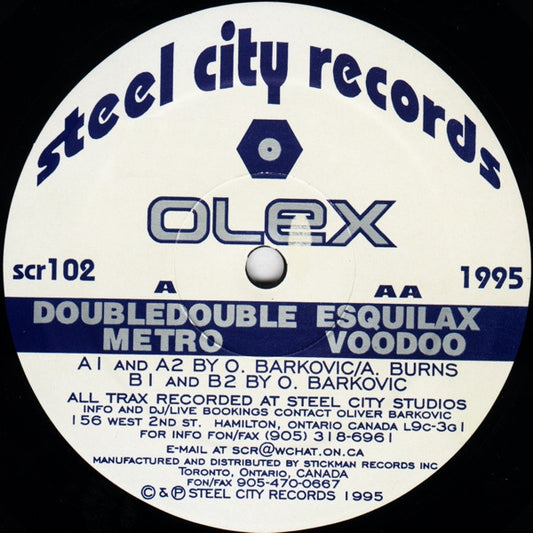 steel city records
OLEX
scr102
1995
A
AA
DOUBLEDOUBLE ESQUILAX
METRO VOODOO
A1 AND A2 BY O. BARKOVIC/A. BURNS
B1 AND B2 BY O. BARKOVIC
ALL TRAX RECORDED AT STEEL CITY STUDIOS
INFO AND DJ/LIVE BOOKINGS CONTACT OLIVER BARKOVIC
156 WEST 2ND ST. HAMILTON, ONTARIO CANADA L9C-3G1
FOR INFO FON/FAX (905) 318-6961
E-MAIL AT SCR@WCHAT.ON.CA
MANUFACTURED AND DISTRIBUTED BY STICKMAN RECORDS INC
TORONTO, ONTARIO, CANADA
FON/FAX 905-470-0667
© & ℗ STEEL CITY RECORDS 1995